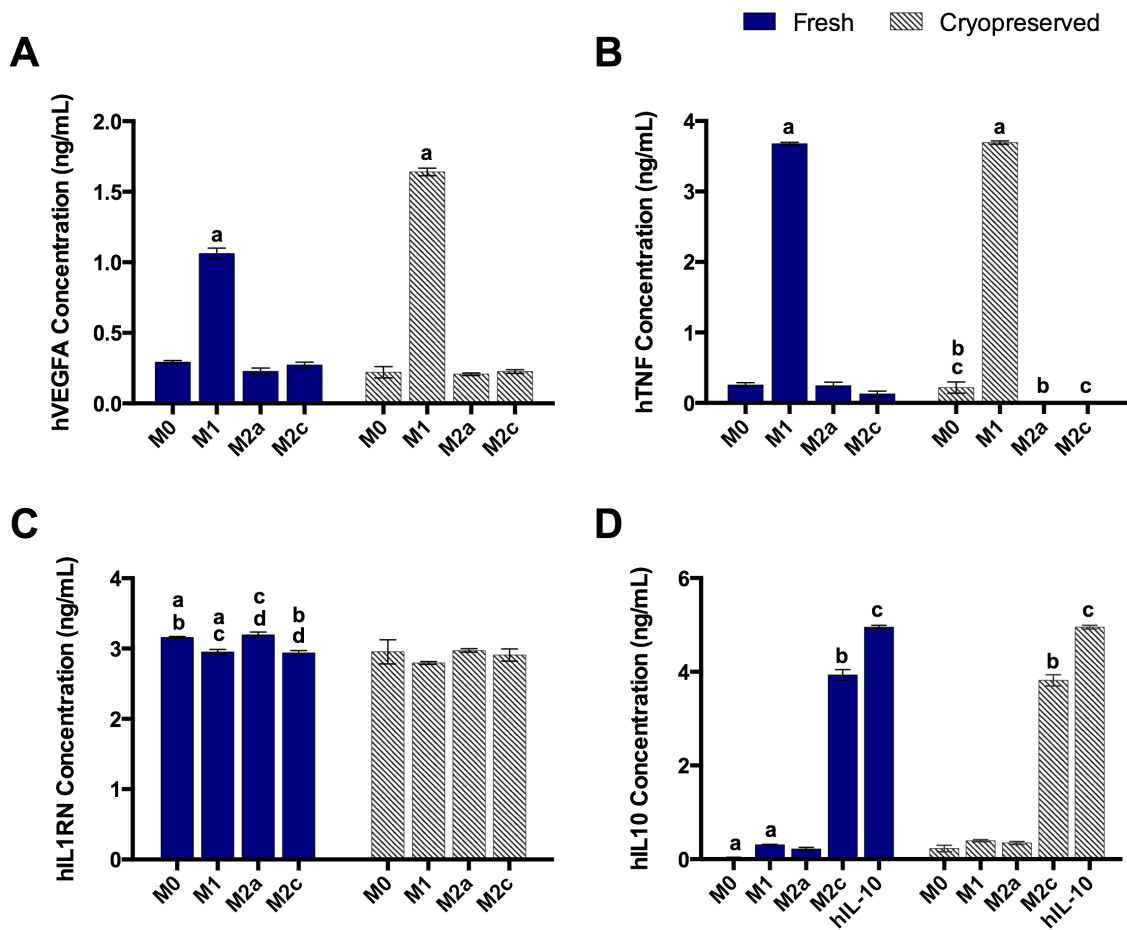 Fresh Cryopreserved
A
hVEGFA Concentration (ng/mL)
2.0
1.5
1.0
0.5
0.0
a
a
M0 M1 M2a M2c M0 M1 M2a M2c
B
hTNF Concentration (ng/mL)
4
3
2
1
0
a
a
b
c
b c
M0 M1 M2a M2c M0 M1 M2a M2c
C
hIL1RN Concentration (ng/mL)
4
3
2
1
0
a a c b
b c d d
M0 M1 M2a M2c M0 M1 M2a M2c
D
hIL10 Concentration (ng/mL)
6
4
2
0
a a b c
b c
M0 M1 M2a M2c hIL-10 M0 M1 M2a M2c hIL-10